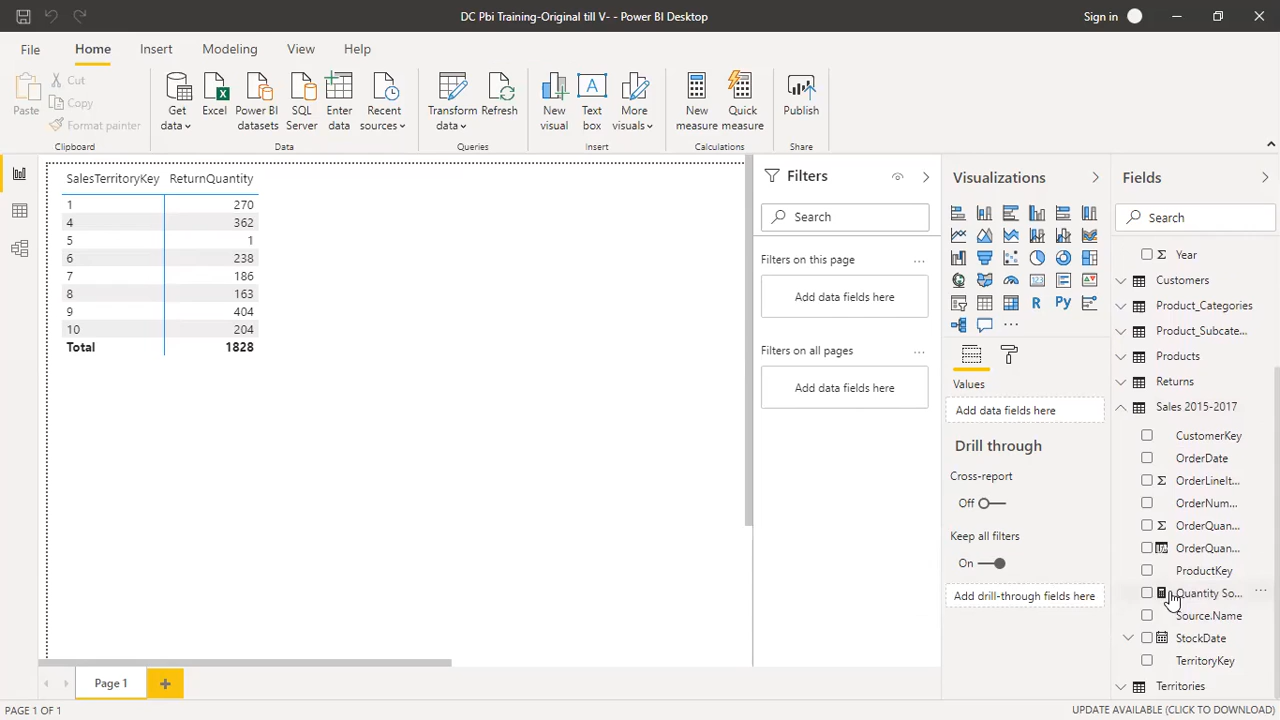 DC Pbi Training-Original till V- - Power BI Desktop
Sign in
File Home Insert Modeling View Help
Paste
Cut
Copy
Format painter
Clipboard
Get data
Excel
Power BI datasets
SQL Server
Enter data
Recent sources
Data
Transform data
Refresh
Queries
New visual
Text box
More visuals
Insert
New measure
Quick measure
Calculations
Publish
Share
SalesTerritoryKey ReturnQuantity
1 270
4 362
5 1
6 238
7 186
8 163
9 404
10 204
Total 1828
Filters
Search
Filters on this page ...
Add data fields here
Filters on all pages ...
Add data fields here
Visualizations
R Py
...
Values
Add data fields here
Drill through
Cross-report
Off
Keep all filters
On
Add drill-through fields here
Fields
Search
Σ Year
Customers
Product_Categories
Product_Subcate...
Products
Returns
Sales 2015-2017
CustomerKey
OrderDate
Σ OrderLineIt...
OrderNum...
Σ OrderQuan...
OrderQuan...
ProductKey
Quantity So... ...
Source.Name
StockDate
TerritoryKey
Territories
Page 1
PAGE 1 OF 1
UPDATE AVAILABLE (CLICK TO DOWNLOAD)